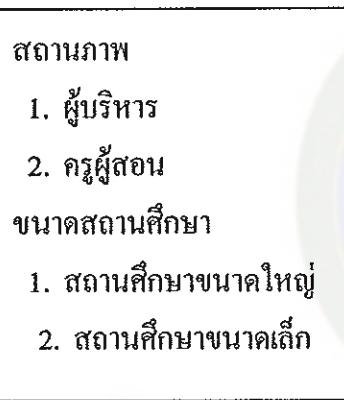 สถานภาพ
1. ผู้บริหาร
2. ครูผู้สอน
ขนาดสถานศึกษา
1. สถานศึกษาขนาดใหญ่
2. สถานศึกษาขนาดเล็ก